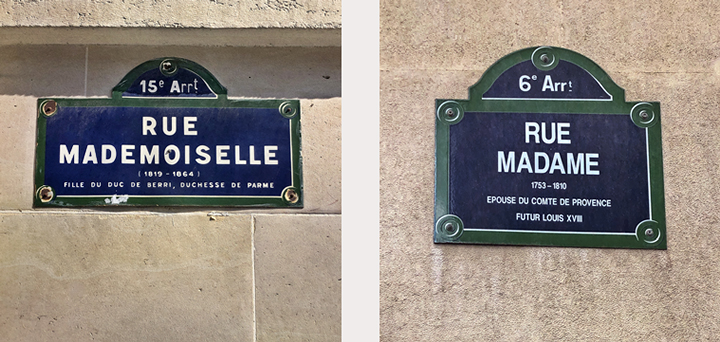 15e Arrt
RUE
MADEMOISELLE
(1819 - 1864)
FILLE DU DUC DE BERRI, DUCHESSE DE PARME
6e Arrt
RUE
MADAME
1753 – 1810
EPOUSE DU COMTE DE PROVENCE
FUTUR LOUIS XVIII